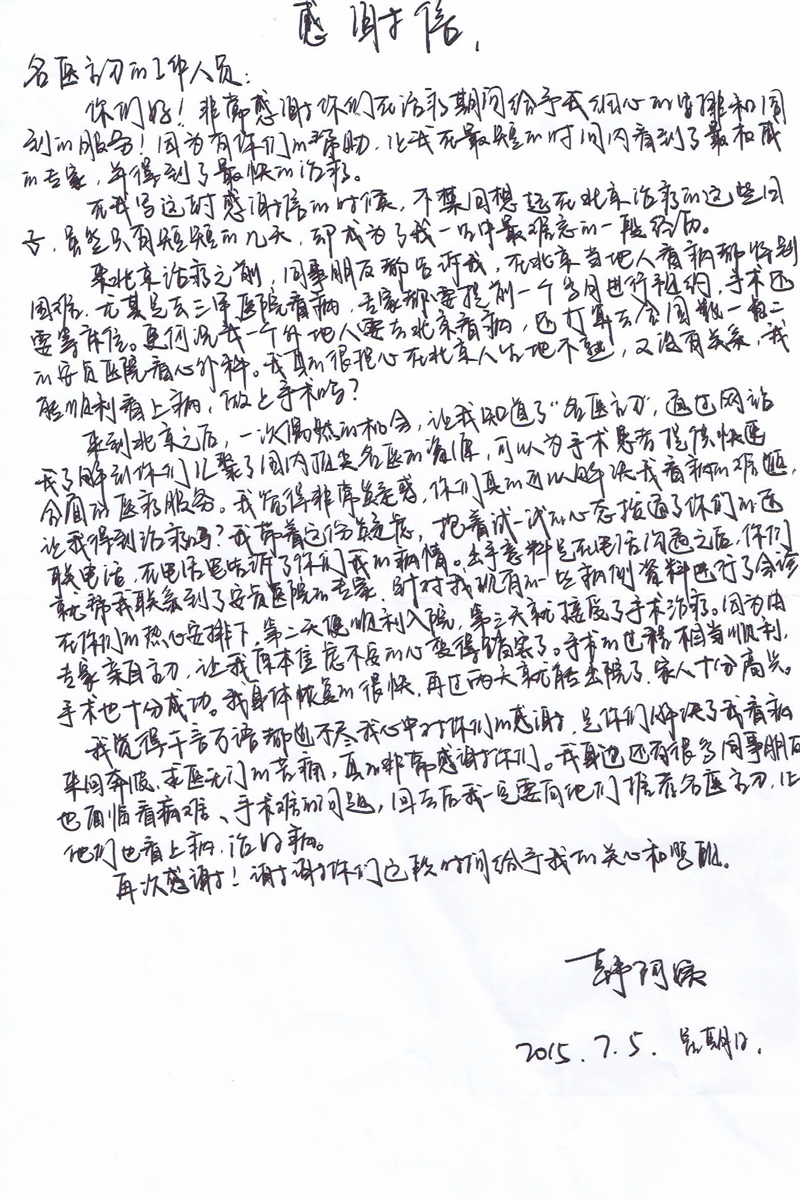 感谢信,
名医主刀的工作人员:
你们好!非常感谢你们在治疗期间给予我细心的安排和周
到的服务!因为有你们的帮助,让我在最短的时间内看到了最权威
的专家,并得到了最快的治疗。
在我写这封感谢信的时候,不禁回想起在北京治病的这些日
子,虽然只有短短的几天,却成为了我一生中最难忘的一段经历。
来北京治疗之前,同事朋友都告诉我,在北京当地人看病都特别
困难,尤其是去三甲医院看病,专家都要提前一个多月进行预约,手术还
要等床位。更何况我一个外地人要去北京看病,还打算去全国数一数二
的安贞医院看心外科。我真的很担心在北京人生地不熟,又没有关系,我
能顺利看上病,做上手术吗?
来到北京之后,一次偶然的机会,让我知道了“名医主刀”,通过网站
我了解到你们汇聚了国内顶尖名医的资源,可以为手术患者提供快速
全面的医疗服务。我觉得非常疑惑,你们真的可以解决我看病的难题,
让我得到治疗吗?我带着这份疑虑,抱着试一试的心态拨通了你们的
联电话,在电话里告诉了你们我的病情。出乎意料是在电话沟通之后,你们
就帮我联系到了安贞医院的专家,针对我现有的一些病例资料进行了会诊
在你们的热心安排下,第二天便顺利入院,第三天就接受了手术治疗。因为由
专家亲自主刀,让我原本焦虑不安的心变得踏实了。手术的过程相当顺利,
手术也十分成功。我身体恢复的很快,再过两天就能出院了,家人十分高兴。
我觉得千言万语都道不尽我心中对你们的感谢,是你们解决了我看病
来回奔波、求医无门的苦痛,真的非常感谢你们。我身边还有很多同事朋友
也面临看病难、手术难的问题,回去后我一定要向他们推荐名医主刀,让
他们也看上病,治好病。
再次感谢!谢谢你们这段时间给予我的关心和照顾。
韩阿姨
2015.7.5. 星期日.